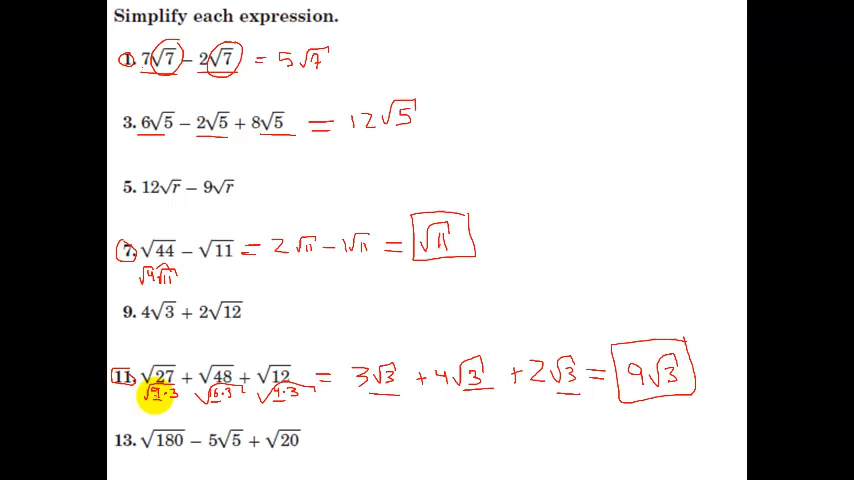 Simplify each expression.
1. 7√7 − 2√7 = 5√7
3. 6√5 − 2√5 + 8√5 = 12√5
5. 12√r − 9√r
7. √44 − √11 = 2√11 − 1√11 = √11
√4√11
9. 4√3 + 2√12
11. √27 + √48 + √12 = 3√3 + 4√3 + 2√3 = 9√3
√9·3 √16·3 √4·3
13. √180 − 5√5 + √20